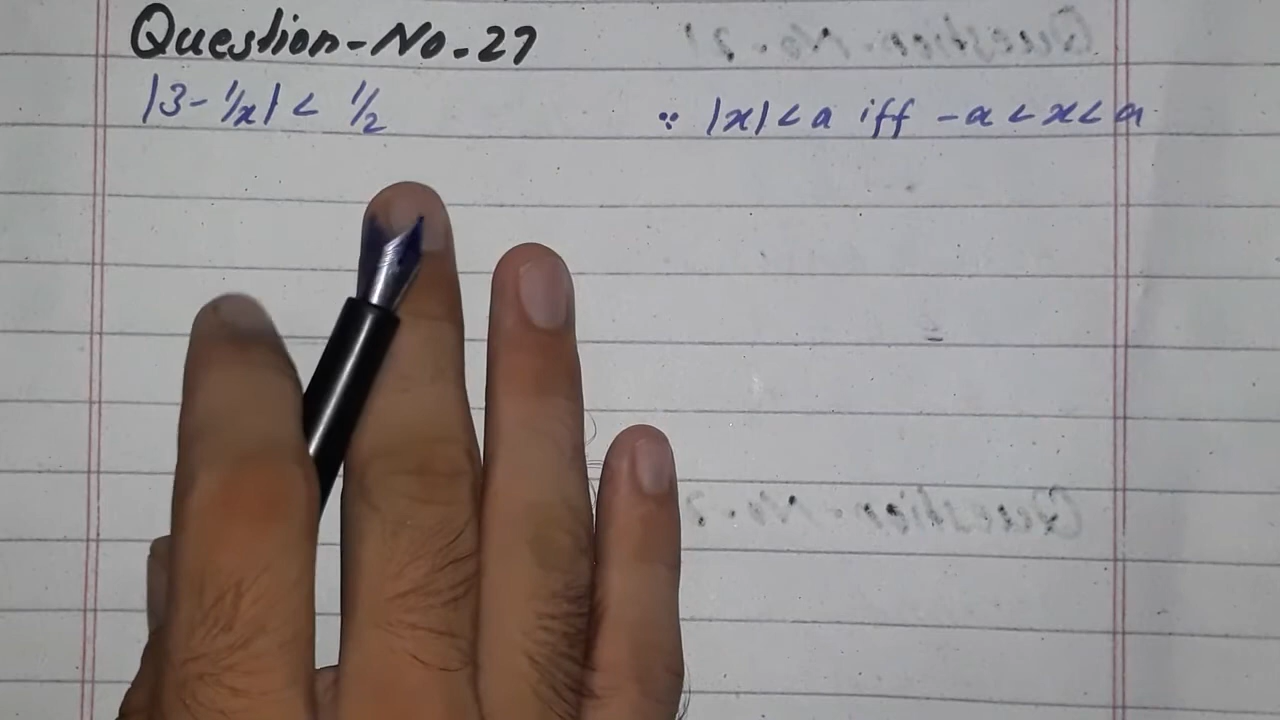 Question-No.27
|3-1/x| < 1/2
∵ |x| < a iff -a < x < a